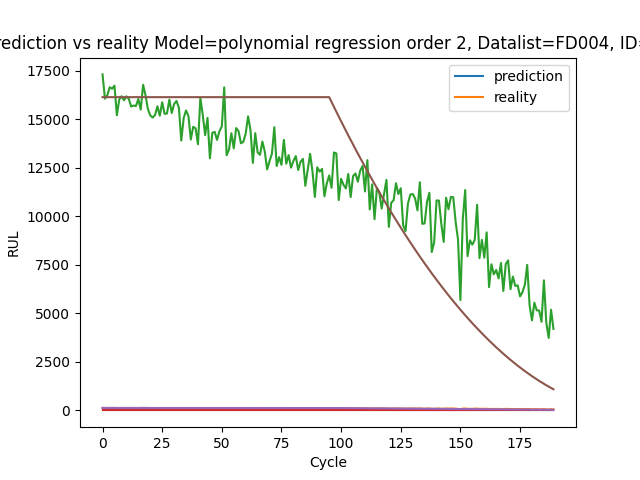 rediction vs reality Model=polynomial regression order 2, Datalist=FD004, ID=
prediction
reality
17500
15000
12500
10000
7500
5000
2500
0
RUL
0 25 50 75 100 125 150 175
Cycle